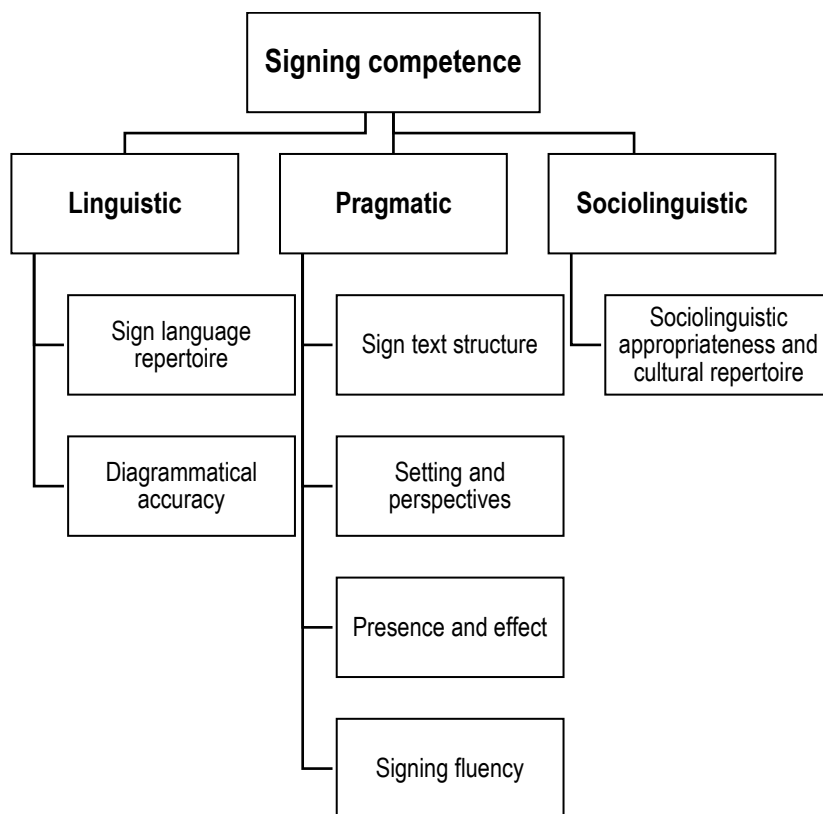 Signing competence
Linguistic
Pragmatic
Sociolinguistic
Sign language
repertoire
Sign text structure
Sociolinguistic
appropriateness and
cultural repertoire
Diagrammatical
accuracy
Setting and
perspectives
Presence and effect
Signing fluency